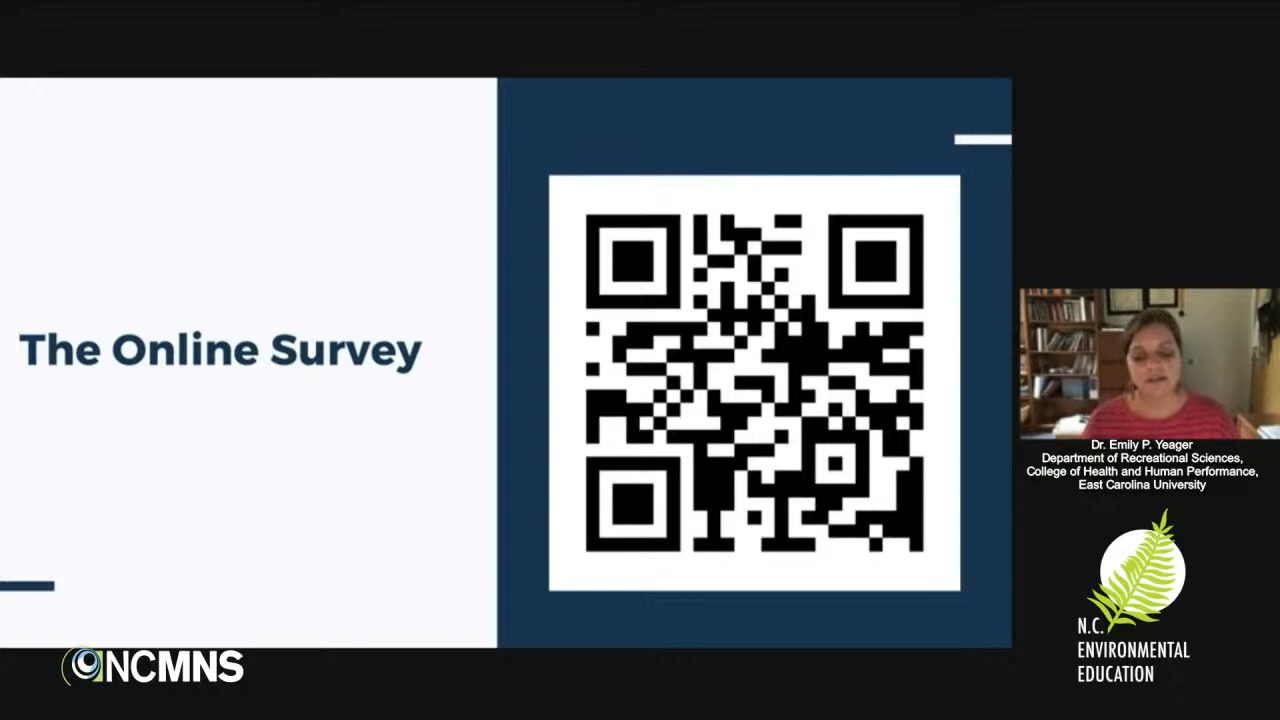 The Online Survey
Dr. Emily P. Yeager
Department of Recreational Sciences,
College of Health and Human Performance,
East Carolina University
N.C.
ENVIRONMENTAL
EDUCATION
NCMNS